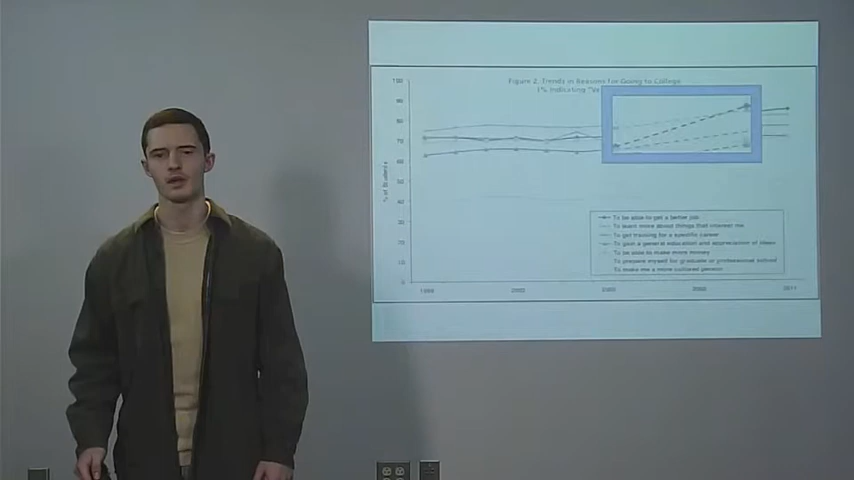 Figure 2. Trends in Reasons for Going to College
(% Indicating "Ve
100
90
80
70
60
50
40
30
20
10
0
% of Students
To be able to get a better job
To learn more about things that interest me
To get training for a specific career
To gain a general education and appreciation of ideas
To be able to make more money
To prepare myself for graduate or professional school
To make me a more cultured person
2011